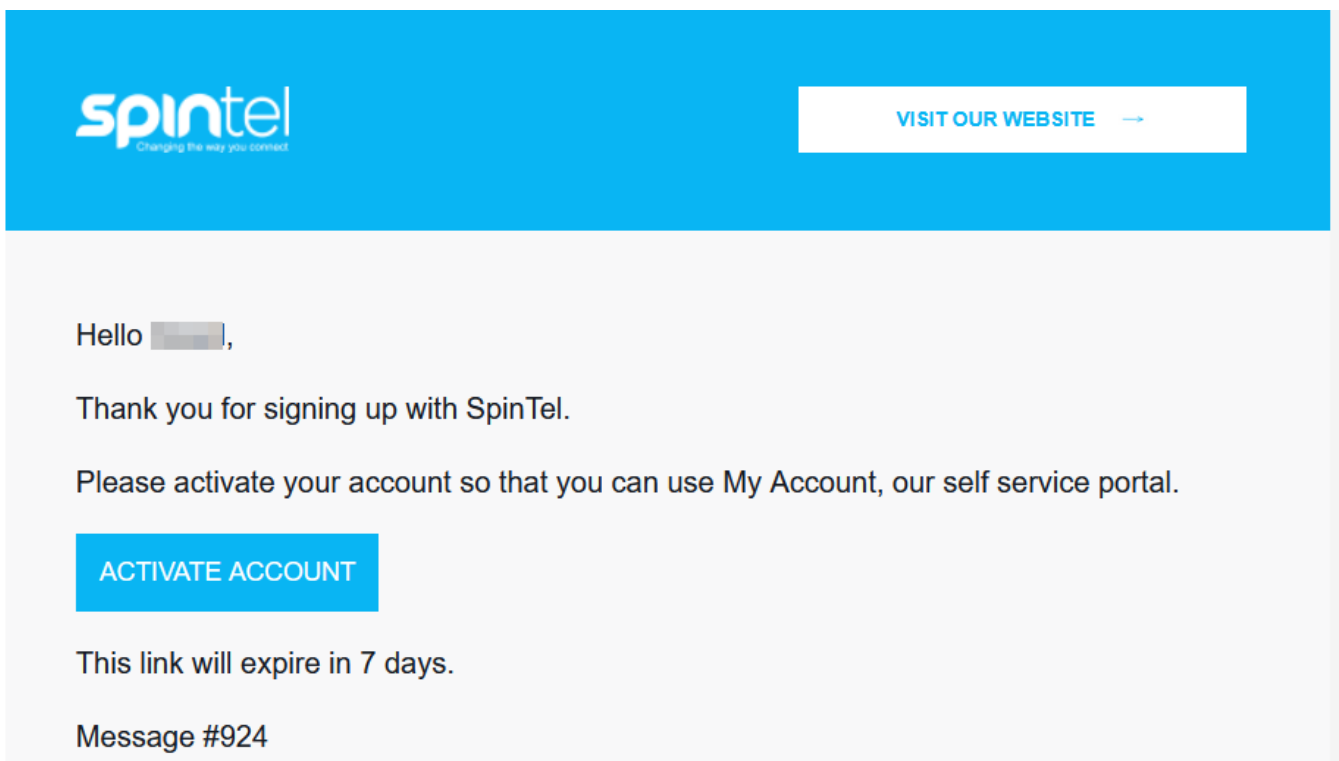 spintel
Changing the way you connect
VISIT OUR WEBSITE →
Hello ,
Thank you for signing up with SpinTel.
Please activate your account so that you can use My Account, our self service portal.
ACTIVATE ACCOUNT
This link will expire in 7 days.
Message #924